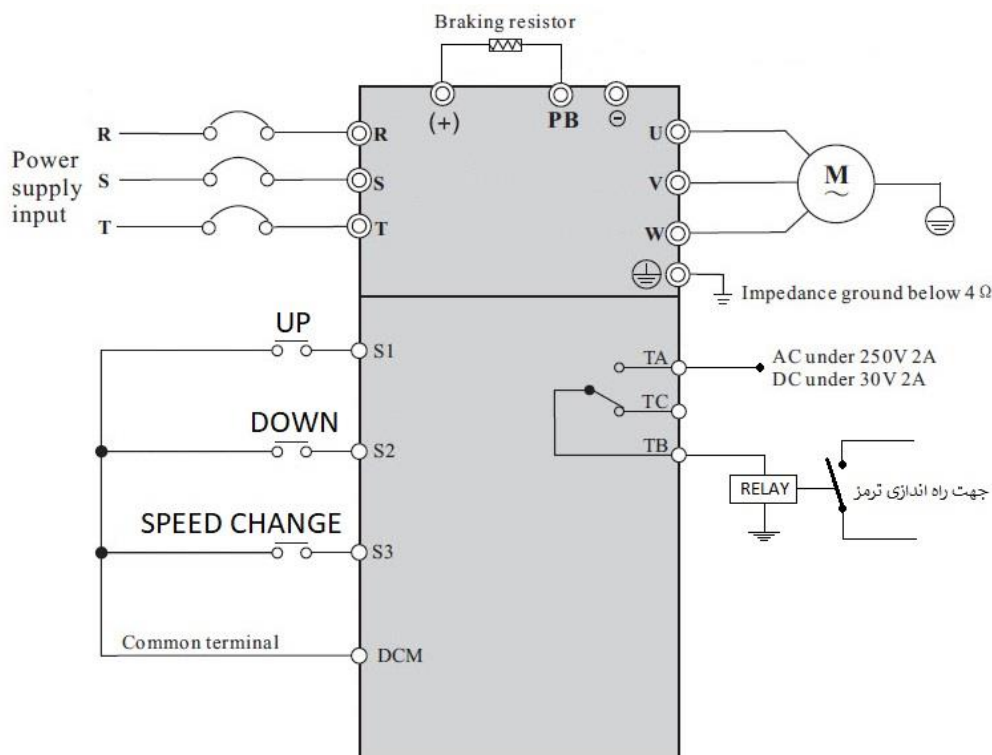 Braking resistor
(+)
PB
⊖
R
R
U
Power
supply
input
S
S
V
M
~
T
T
W
Impedance ground below 4 Ω
UP
S1
TA
AC under 250V 2A
DC under 30V 2A
TC
DOWN
S2
TB
RELAY
جهت راه اندازی ترمز
SPEED CHANGE
S3
Common terminal
DCM